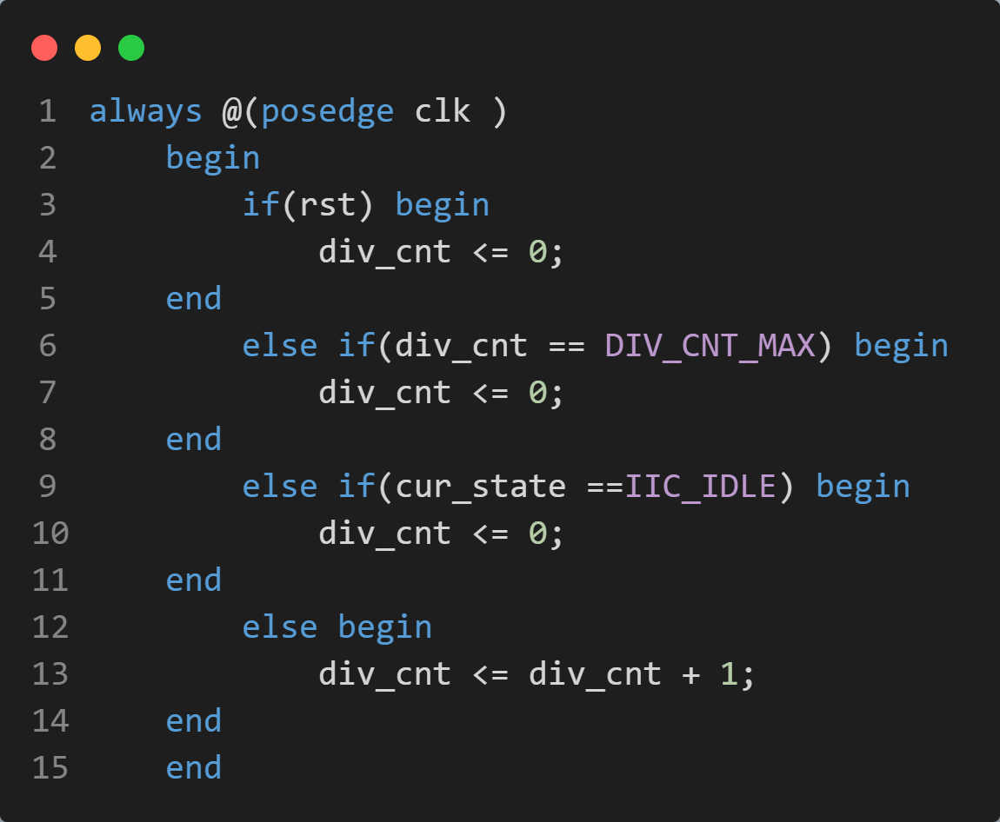 1 always @(posedge clk )
2     begin
3         if(rst) begin
4             div_cnt <= 0;
5     end
6         else if(div_cnt == DIV_CNT_MAX) begin
7             div_cnt <= 0;
8     end
9         else if(cur_state ==IIC_IDLE) begin
10             div_cnt <= 0;
11     end
12         else begin
13             div_cnt <= div_cnt + 1;
14     end
15     end